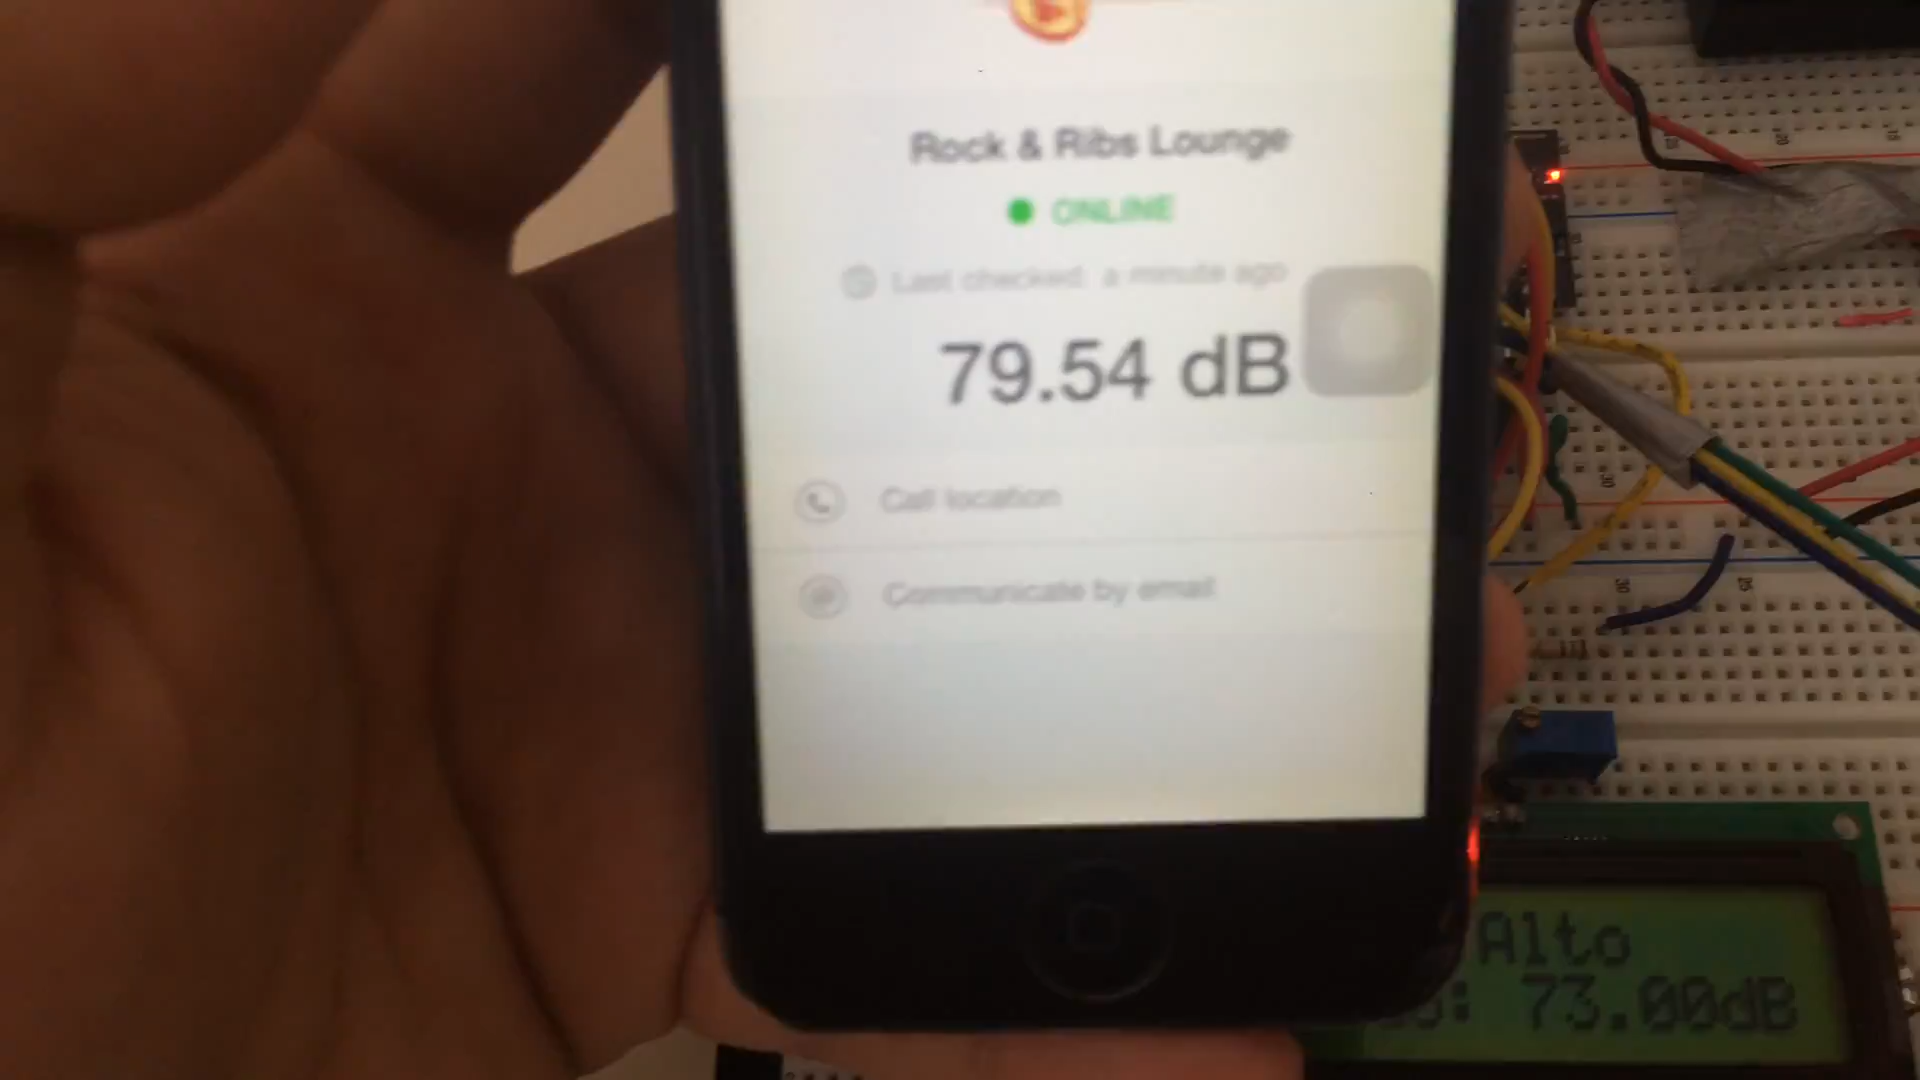 Rock & Ribs Lounge
ONLINE
Last checked: a minute ago
79.54 dB
Call location
Communicate by email
Alto
: 73.00dB